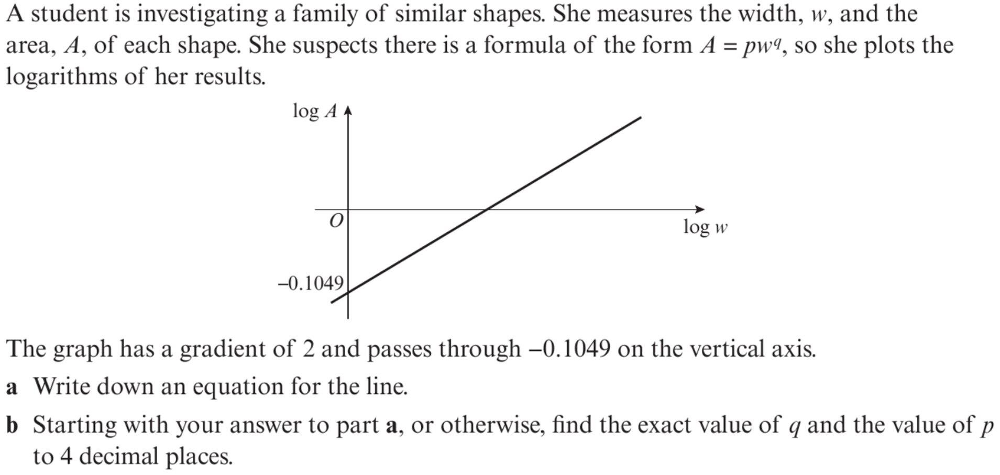 A student is investigating a family of similar shapes. She measures the width, w, and the
area, A, of each shape. She suspects there is a formula of the form A = pw^q, so she plots the
logarithms of her results.
log A
O
log w
–0.1049
The graph has a gradient of 2 and passes through –0.1049 on the vertical axis.
a Write down an equation for the line.
b Starting with your answer to part a, or otherwise, find the exact value of q and the value of p
to 4 decimal places.